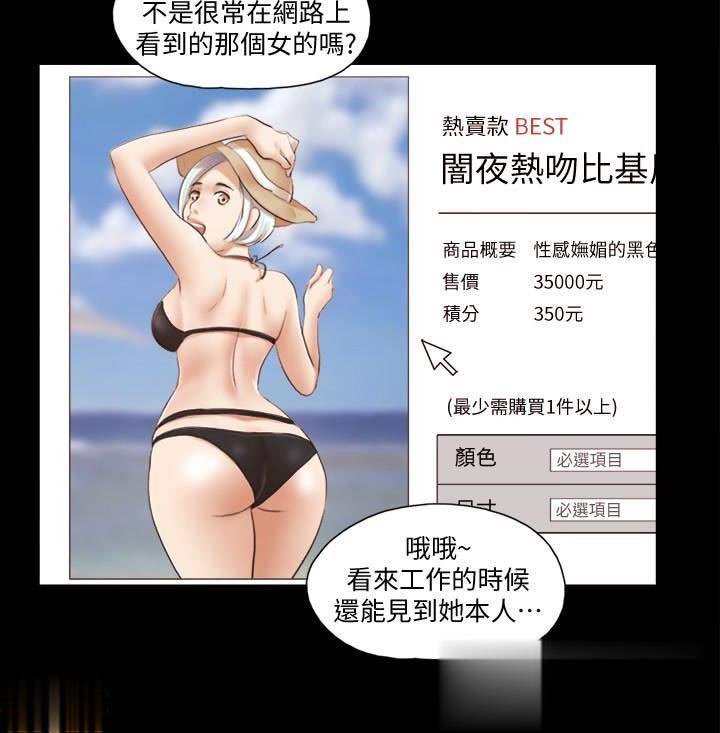 不是很常在網路上
看到的那個女的嗎?
熱賣款 BEST
闇夜熱吻比基
商品概要 性感嫵媚的黑色
售價 35000元
積分 350元
(最少需購買1件以上)
顏色 必選項目
尺寸 必選項目
哦哦~
看來工作的時候
還能見到她本人…